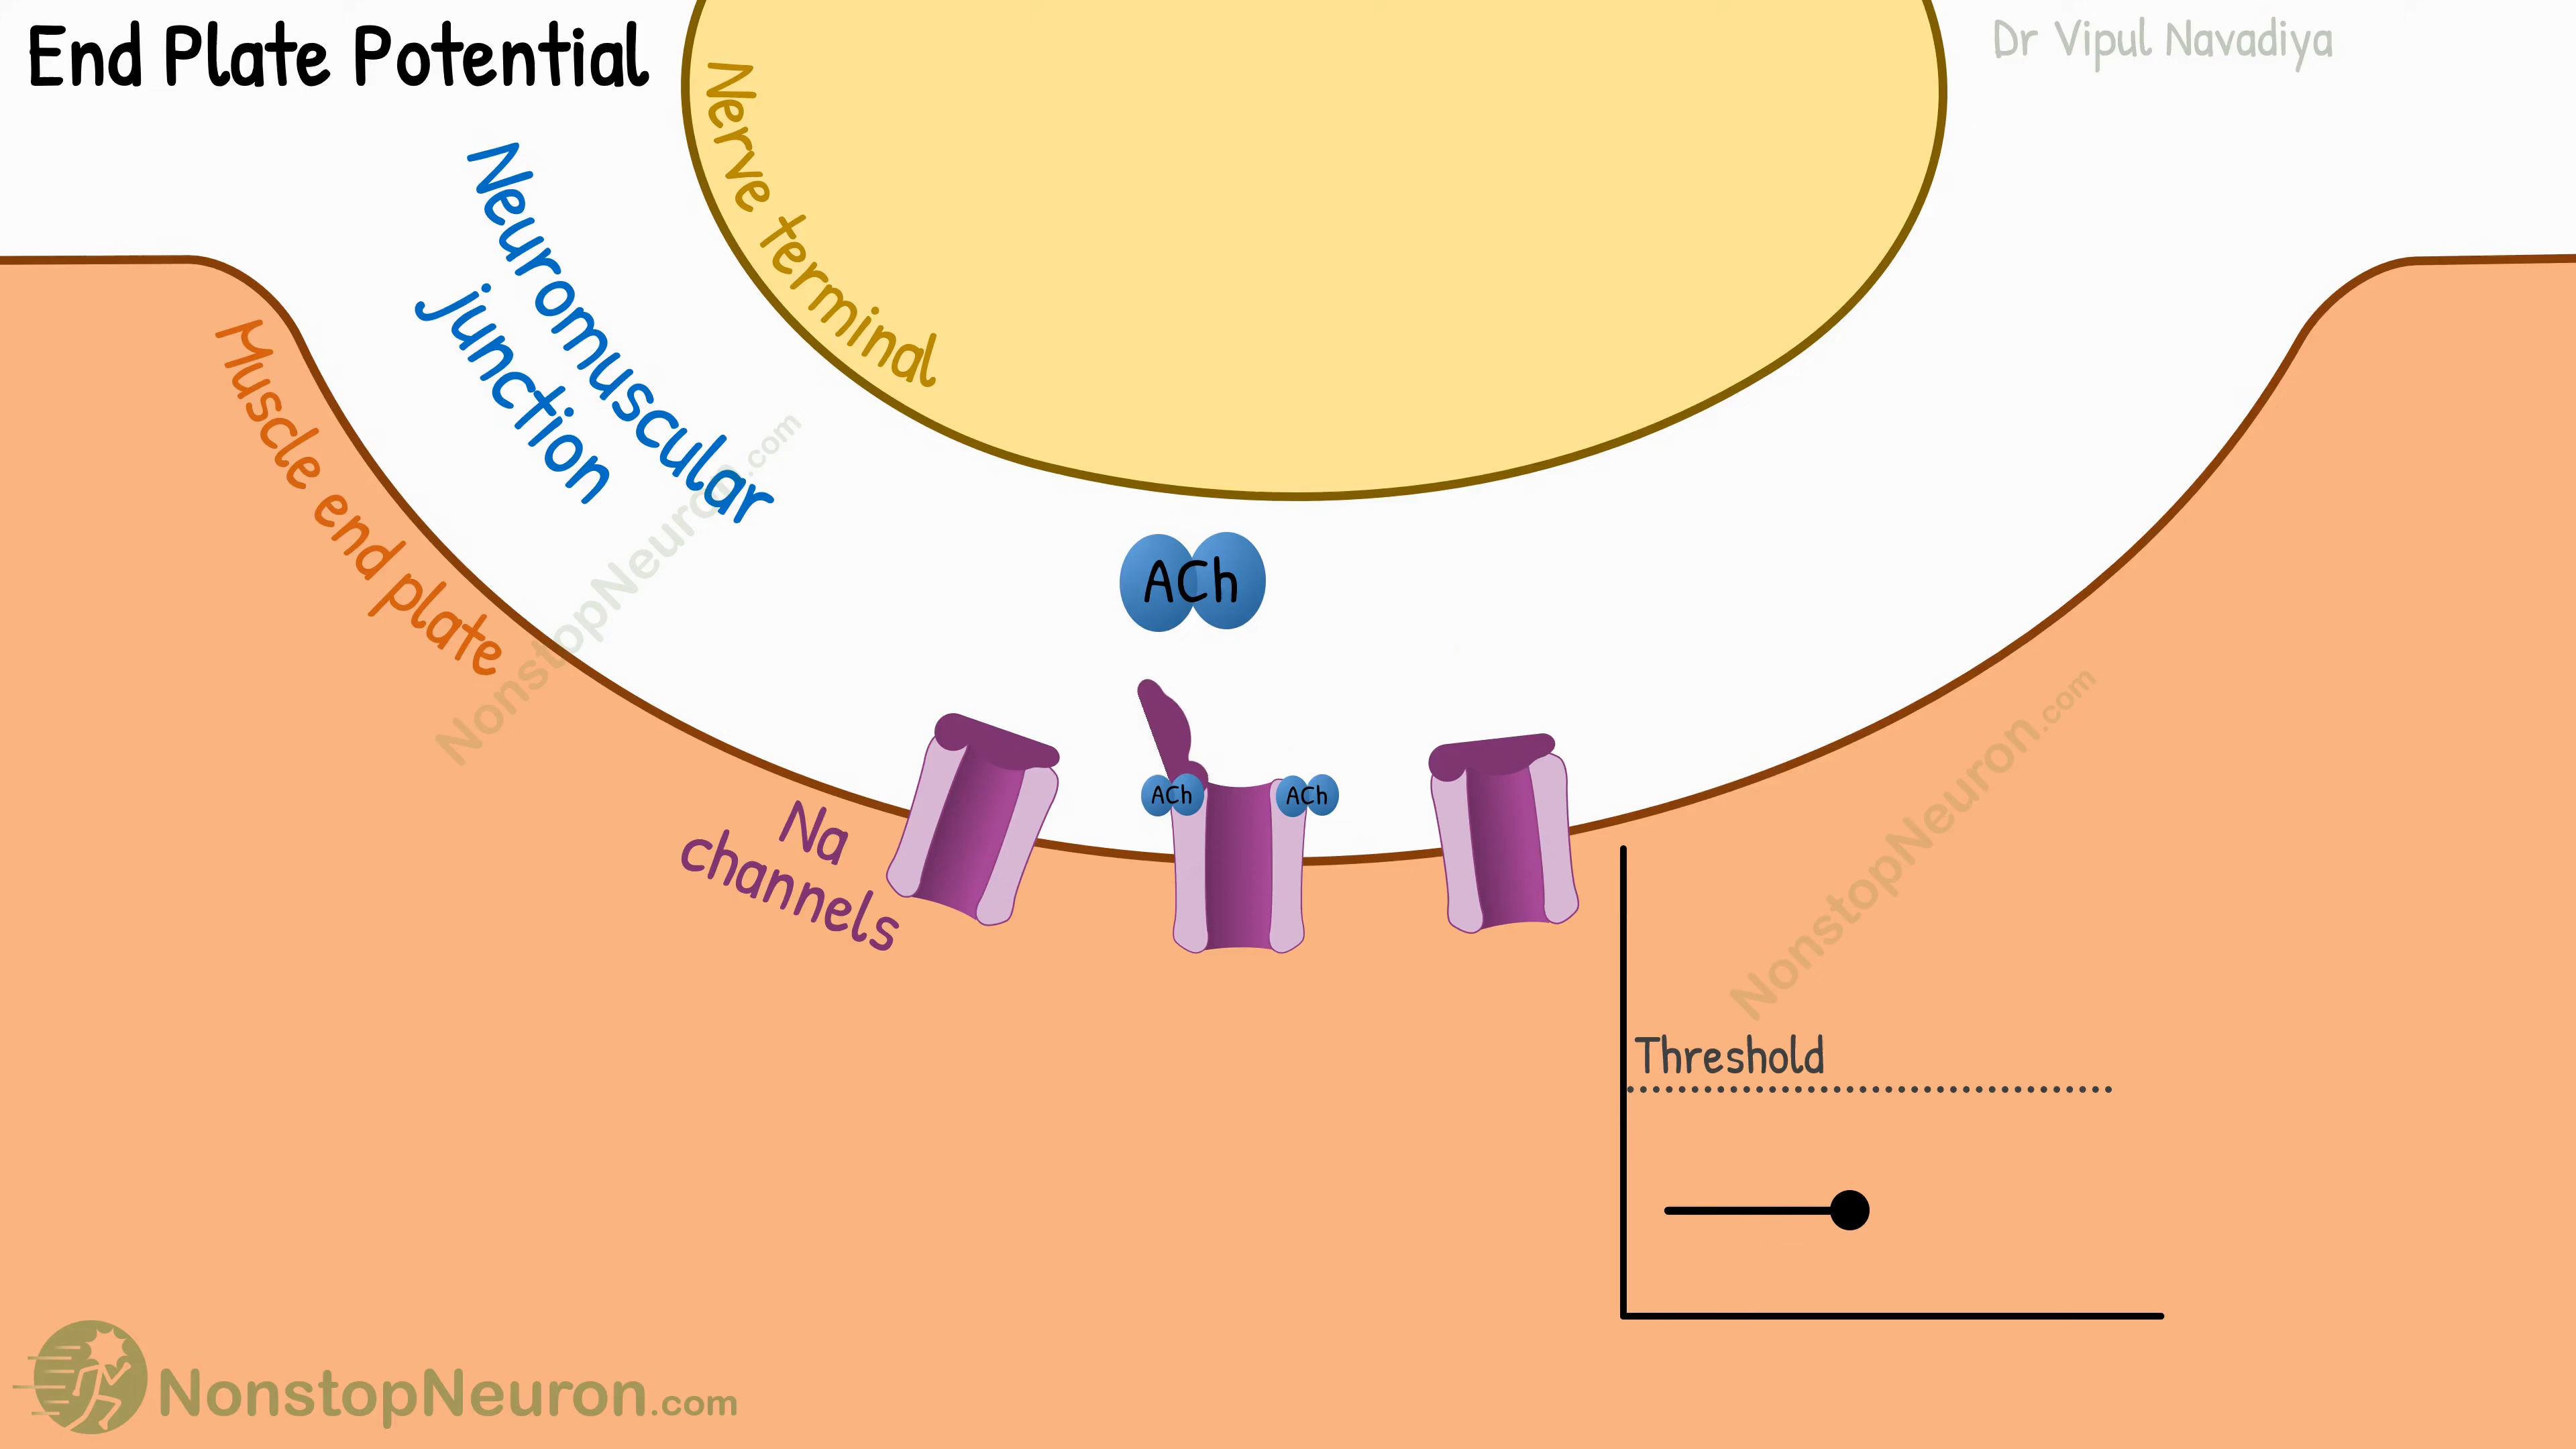 End Plate Potential
Dr Vipul Navadiya
Nerve terminal
Neuromuscular
junction
Muscle end plate
NonstopNeuron.com
ACh
ACh
ACh
Na
channels
NonstopNeuron.com
Threshold
NonstopNeuron.com